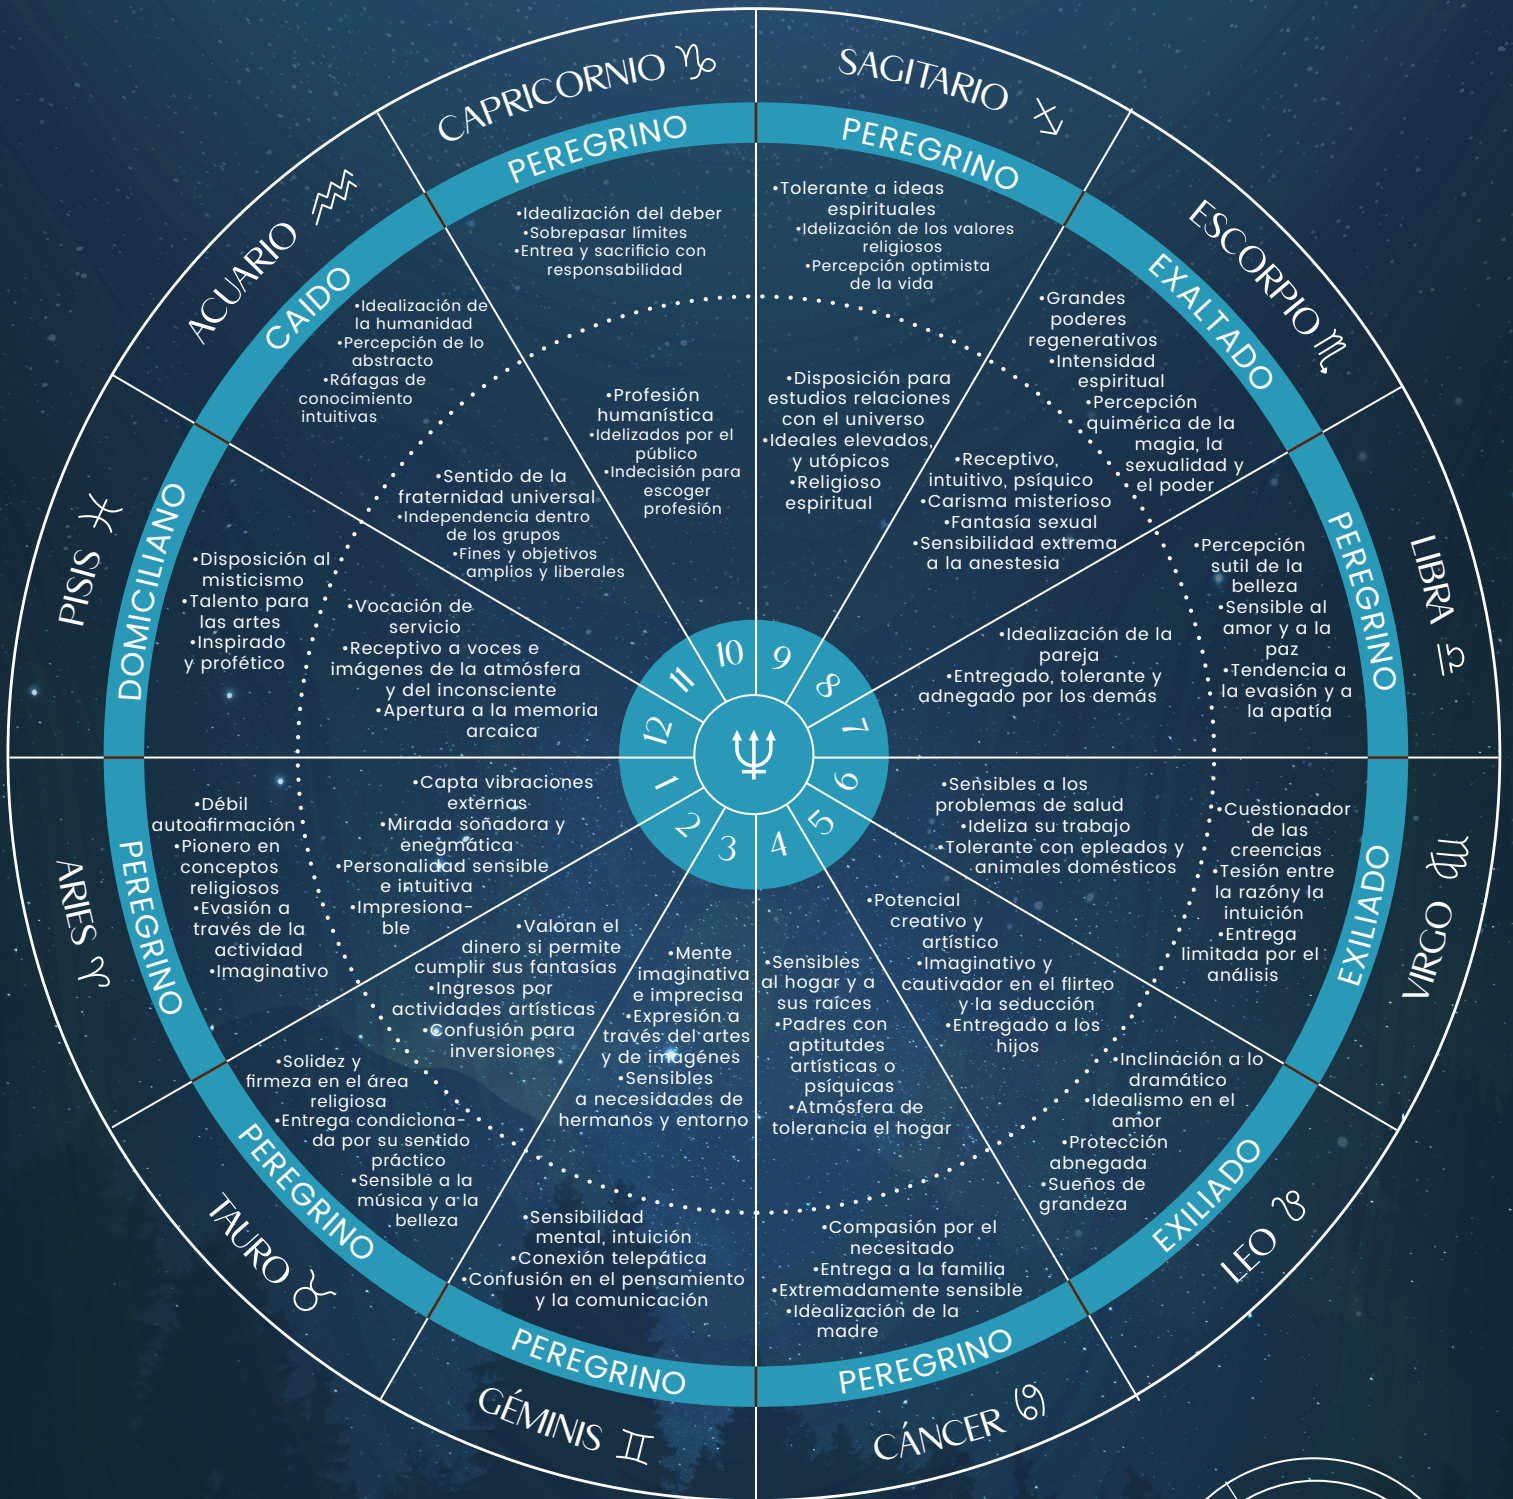 CAPRICORNIO
PEREGRINO
•Idealización del deber
•Sobrepasar límites
•Entrea y sacrificio con
responsabilidad
•Profesión
humanística
•Idelizados por el
público
•Indecisión para
escoger
profesión
10
SAGITARIO
PEREGRINO
•Tolerante a ideas
espirituales
•Idelización de los valores
religiosos
•Percepción optimista
de la vida
•Disposición para
estudios relaciones
con el universo
•Ideales elevados,
y utópicos
•Religioso
espiritual
9
ESCORPIO
EXALTADO
•Grandes
poderes
regenerativos
•Intensidad
espiritual
•Percepción
quimérica de la
magia, la
sexualidad y
el poder
•Receptivo,
intuitivo, psíquico
•Carisma misterioso
•Fantasía sexual
•Sensibilidad extrema
a la anestesia
8
LIBRA
PEREGRINO
•Percepción
sutil de la
belleza
•Sensible al
amor y a la
paz
•Tendencia a
la evasión y a
la apatía
•Idealización de la
pareja
•Entregado, tolerante y
adnegado por los demás
7
VIRGO
EXILIADO
•Cuestionador
de las
creencias
•Tesión entre
la razóny la
intuición
•Entrega
limitada por el
análisis
•Sensibles a los
problemas de salud
•Ideliza su trabajo
•Tolerante con epleados y
animales domésticos
6
LEO
EXILIADO
•Inclinación a lo
dramático
•Idealismo en el
amor
•Protección
abnegada
•Sueños de
grandeza
•Potencial
creativo y
artístico
•Imaginativo y
cautivador en el flirteo
y la seducción
•Entregado a los
hijos
5
CÁNCER
PEREGRINO
•Compasión por el
necesitado
•Entrega a la familia
•Extremadamente sensible
•Idealización de la
madre
•Sensibles
al hogar y a
sus raíces
•Padres con
aptitutdes
artísticas o
psíquicas
•Atmósfera de
tolerancia el hogar
4
GÉMINIS
PEREGRINO
•Sensibilidad
mental, intuición
•Conexión telepática
•Confusión en el pensamiento
y la comunicación
•Mente
imaginativa
e imprecisa
•Expresión a
través del artes
y de imagénes
•Sensibles
a necesidades de
hermanos y entorno
3
TAURO
PEREGRINO
•Solidez y
firmeza en el área
religiosa
•Entrega condiciona-
da por su sentido
práctico
•Sensible a la
música y a la
belleza
•Valoran el
dinero si permite
cumplir sus fantasías
•Ingresos por
actividades artísticas
•Confusión para
inversiones
2
ARIES
PEREGRINO
•Débil
autoafirmación
•Pionero en
conceptos
religiosos
•Evasión a
través de la
actividad
•Imaginativo
•Capta vibraciones
externas
•Mirada soñadora y
enegmática
•Personalidad sensible
e intuitiva
•Impresiona-
ble
1
PISIS
DOMICILIANO
•Disposición al
misticismo
•Talento para
las artes
•Inspirado
y profético
•Vocación de
servicio
•Receptivo a voces e
imágenes de la atmósfera
y del inconsciente
•Apertura a la memoria
arcaica
12
ACUARIO
CAIDO
•Idealización de
la humanidad
•Percepción de lo
abstracto
•Ráfagas de
conocimiento
intuitivas
•Sentido de la
fraternidad universal
•Independencia dentro
de los grupos
•Fines y objetivos
amplios y liberales
11